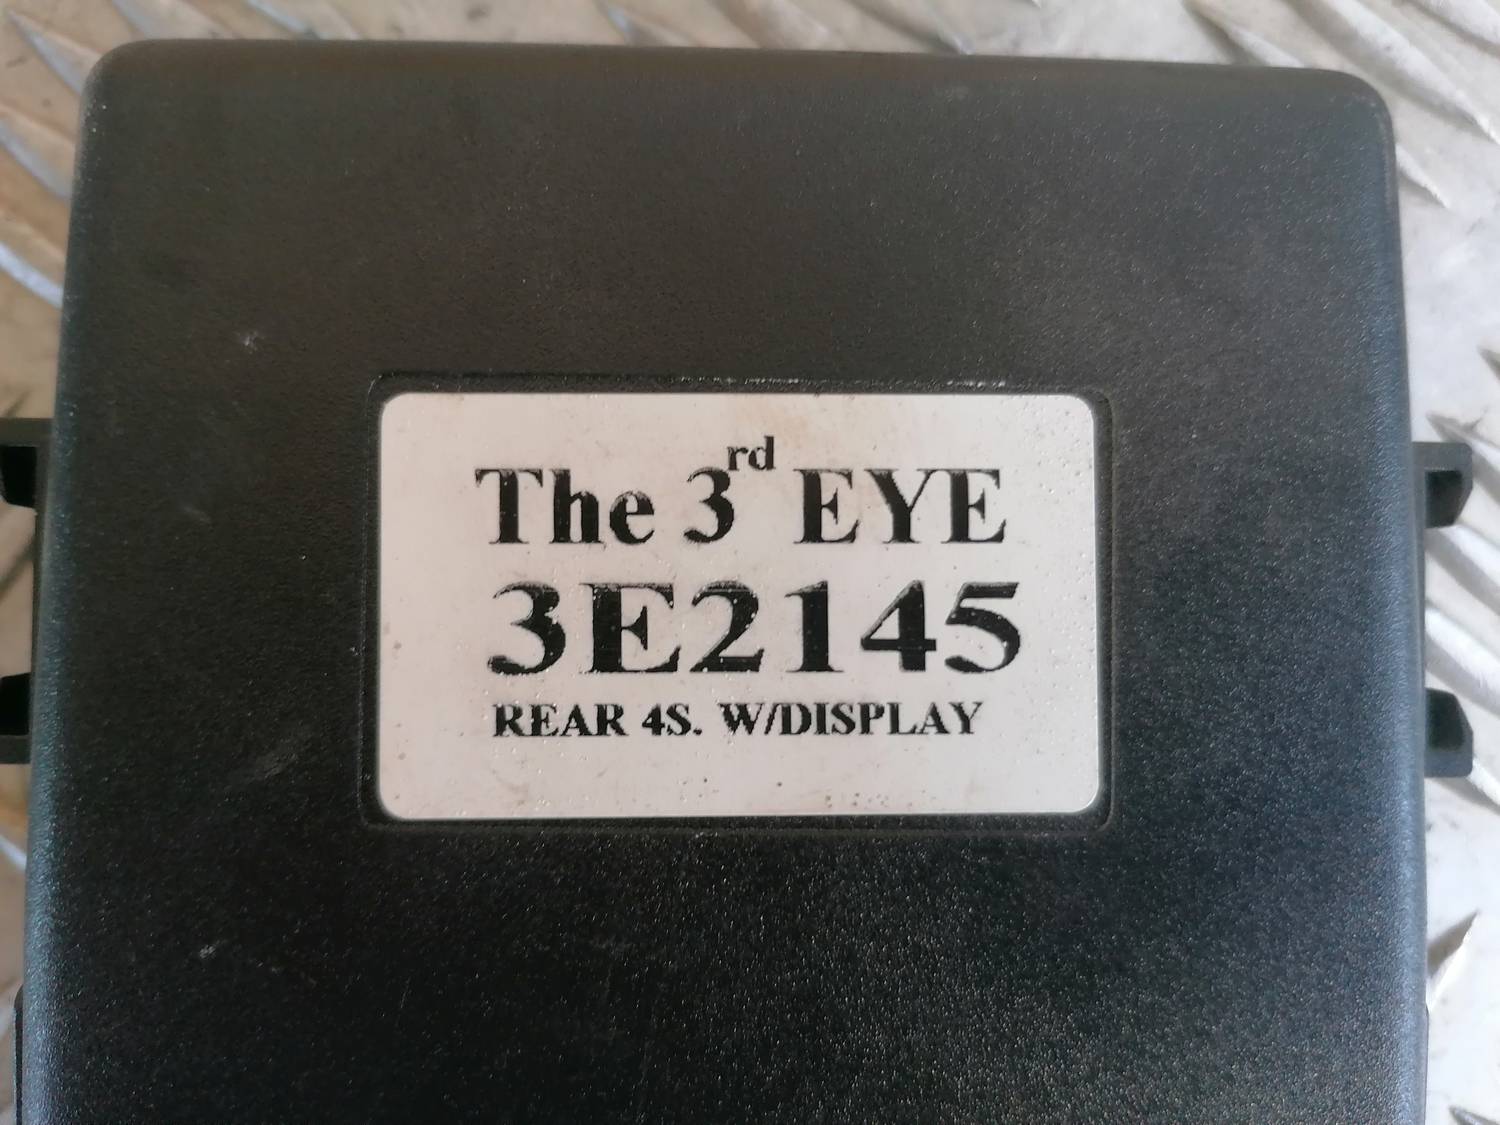 The 3rd EYE
3E2145
REAR 4S. W/DISPLAY